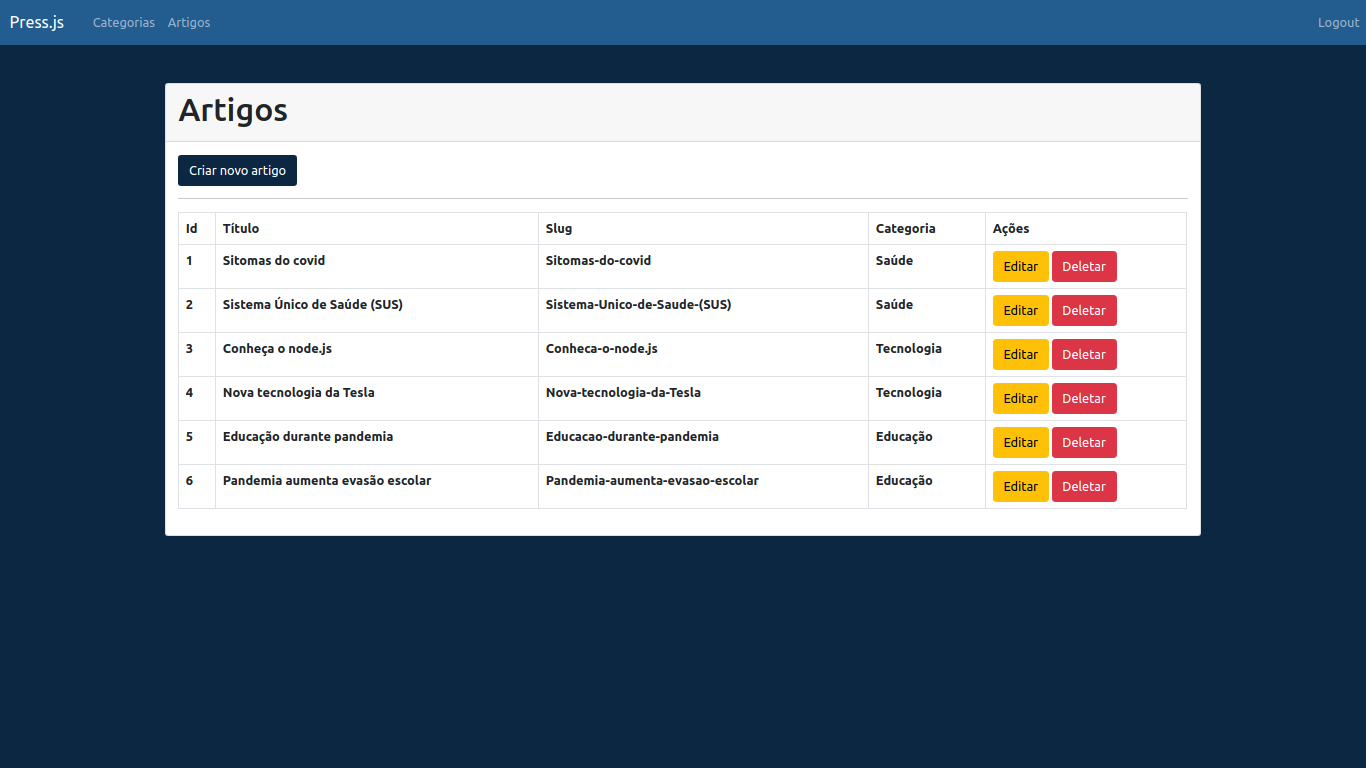 Press.js Categorias Artigos Logout
Artigos
Criar novo artigo
Id Título Slug Categoria Ações
1 Sitomas do covid Sitomas-do-covid Saúde Editar Deletar
2 Sistema Único de Saúde (SUS) Sistema-Unico-de-Saude-(SUS) Saúde Editar Deletar
3 Conheça o node.js Conheca-o-node.js Tecnologia Editar Deletar
4 Nova tecnologia da Tesla Nova-tecnologia-da-Tesla Tecnologia Editar Deletar
5 Educação durante pandemia Educacao-durante-pandemia Educação Editar Deletar
6 Pandemia aumenta evasão escolar Pandemia-aumenta-evasao-escolar Educação Editar Deletar